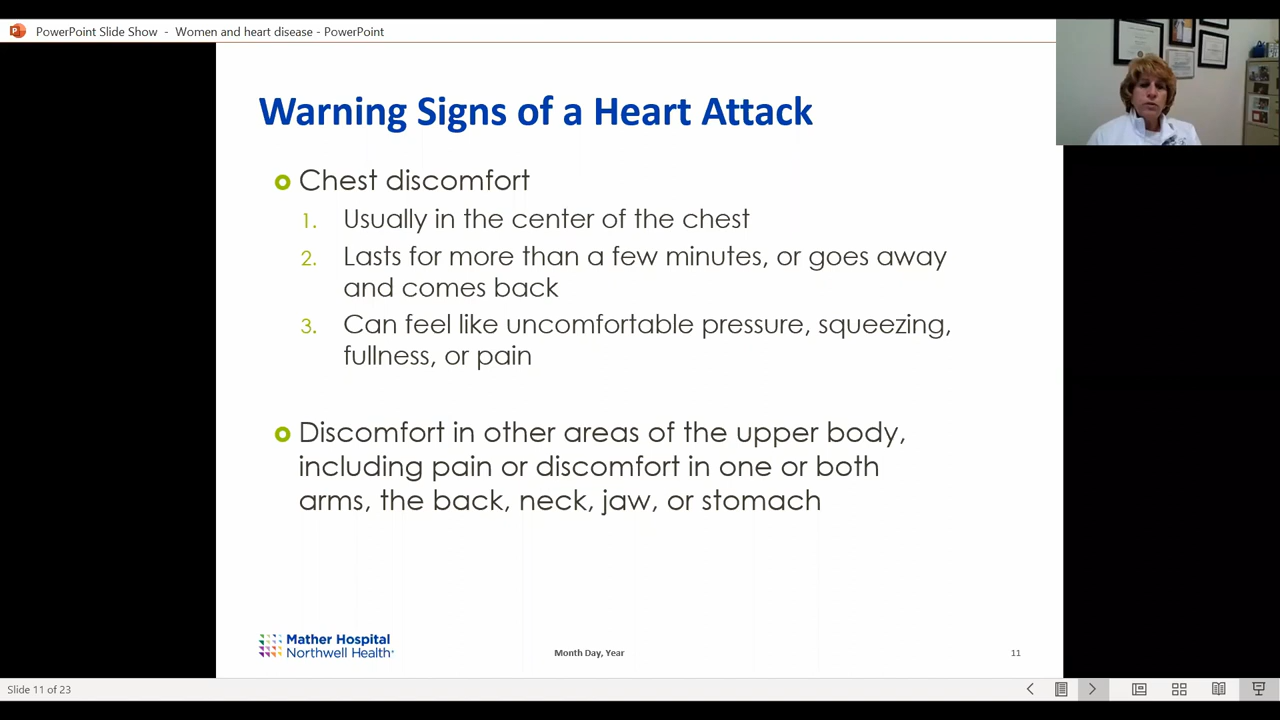 PowerPoint Slide Show - Women and heart disease - PowerPoint
Warning Signs of a Heart Attack
Chest discomfort
1. Usually in the center of the chest
2. Lasts for more than a few minutes, or goes away
and comes back
3. Can feel like uncomfortable pressure, squeezing,
fullness, or pain
Discomfort in other areas of the upper body,
including pain or discomfort in one or both
arms, the back, neck, jaw, or stomach
Mather Hospital
Northwell Health
Month Day, Year
11
Slide 11 of 23